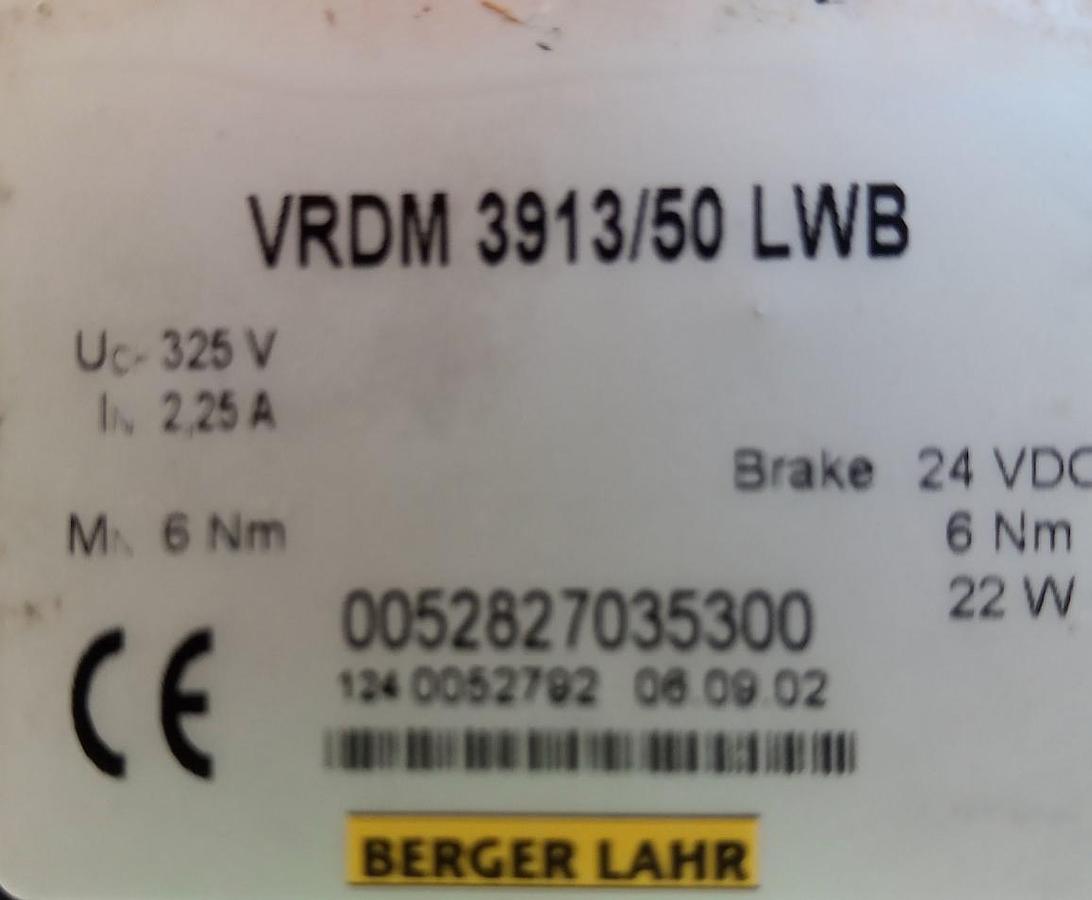 VRDM 3913/50 LWB
UC- 325 V
IN 2,25 A
Brake 24 VDC
MN 6 Nm
6 Nm
22 W
0052827035300
124 0052792 06.09.02
CE
BERGER LAHR